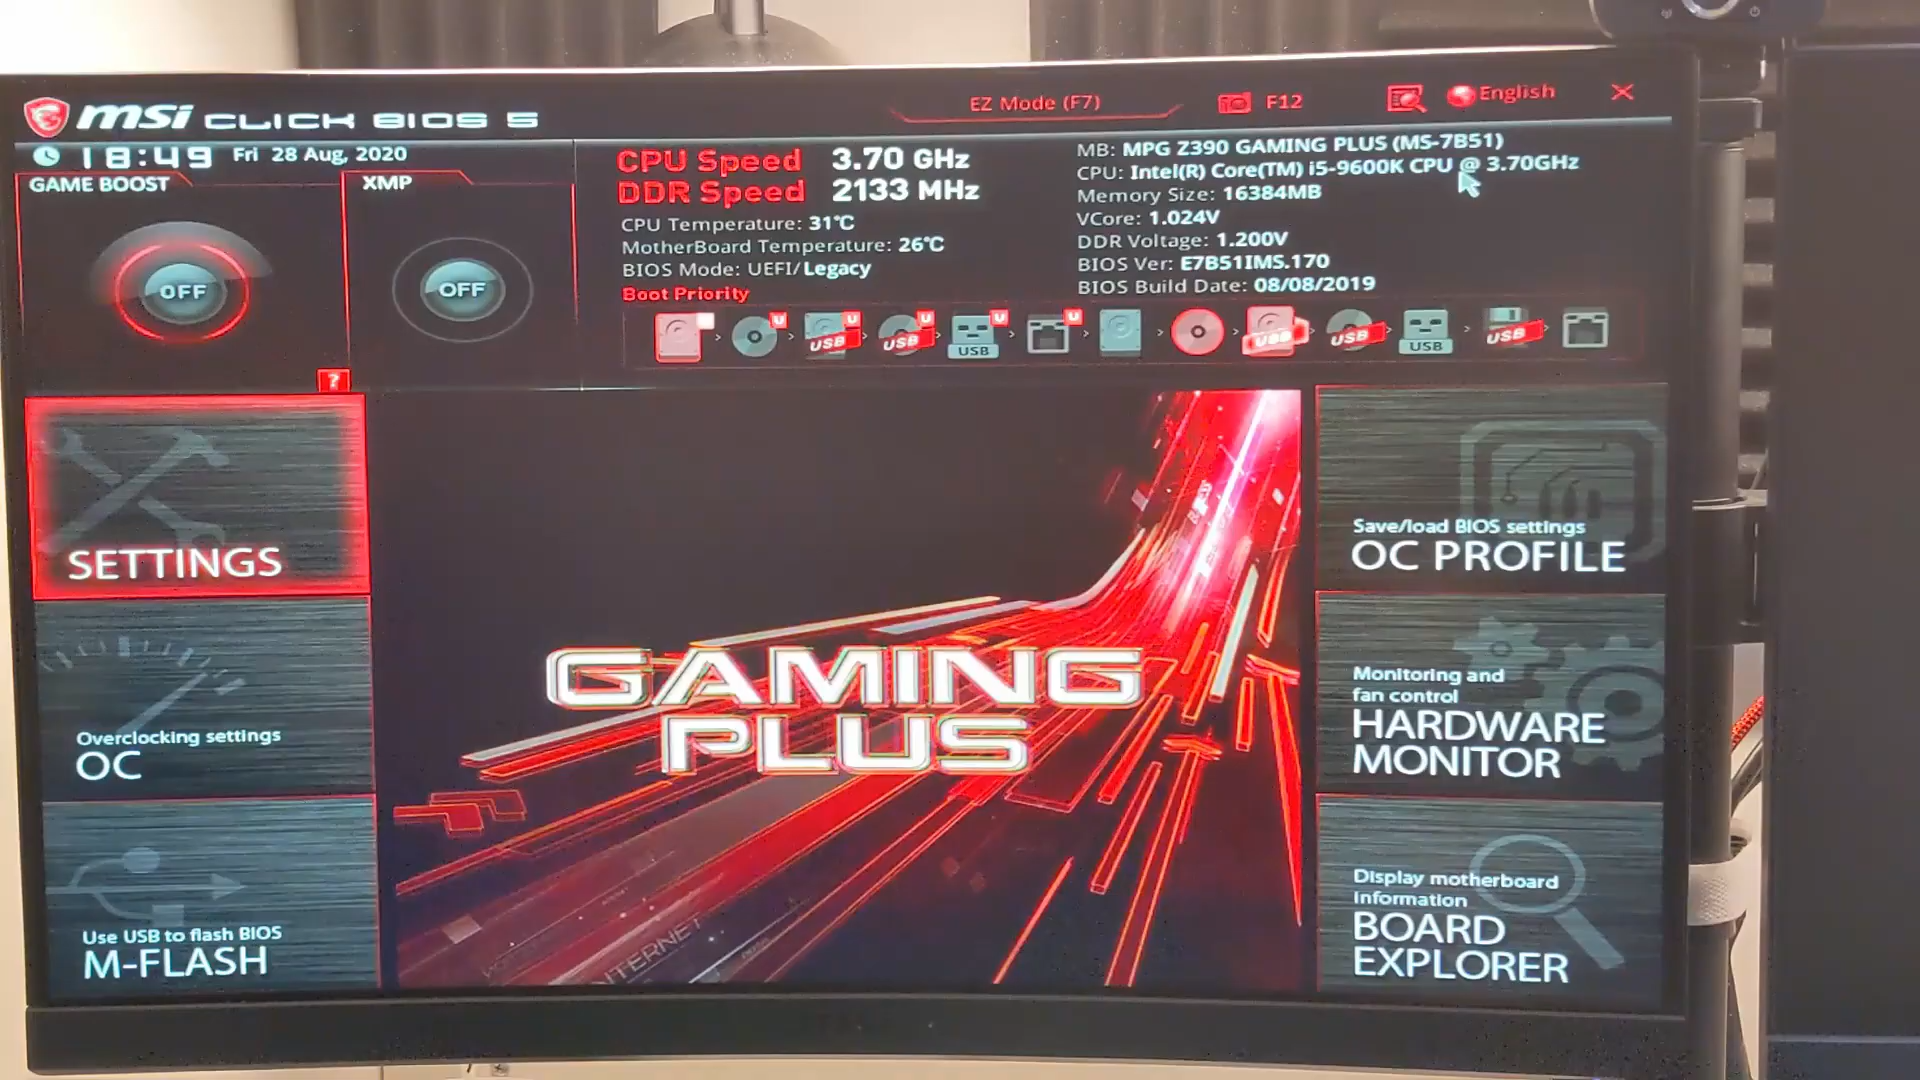 msi CLICK BIOS 5
EZ Mode (F7)
F12
English
X
18:49 Fri 28 Aug, 2020
GAME BOOST
OFF
XMP
OFF
CPU Speed 3.70 GHz
DDR Speed 2133 MHz
CPU Temperature: 31°C
MotherBoard Temperature: 26°C
BIOS Mode: UEFI/Legacy
Boot Priority
MB: MPG Z390 GAMING PLUS (MS-7B51)
CPU: Intel(R) Core(TM) i5-9600K CPU @ 3.70GHz
Memory Size: 16384MB
VCore: 1.024V
DDR Voltage: 1.200V
BIOS Ver: E7B51IMS.170
BIOS Build Date: 08/08/2019
U U U U U
USB USB USB USB USB USB USB
?
SETTINGS
Overclocking settings
OC
Use USB to flash BIOS
M-FLASH
GAMING
PLUS
INTERNET
Save/load BIOS settings
OC PROFILE
Monitoring and
fan control
HARDWARE
MONITOR
Display motherboard
information
BOARD
EXPLORER